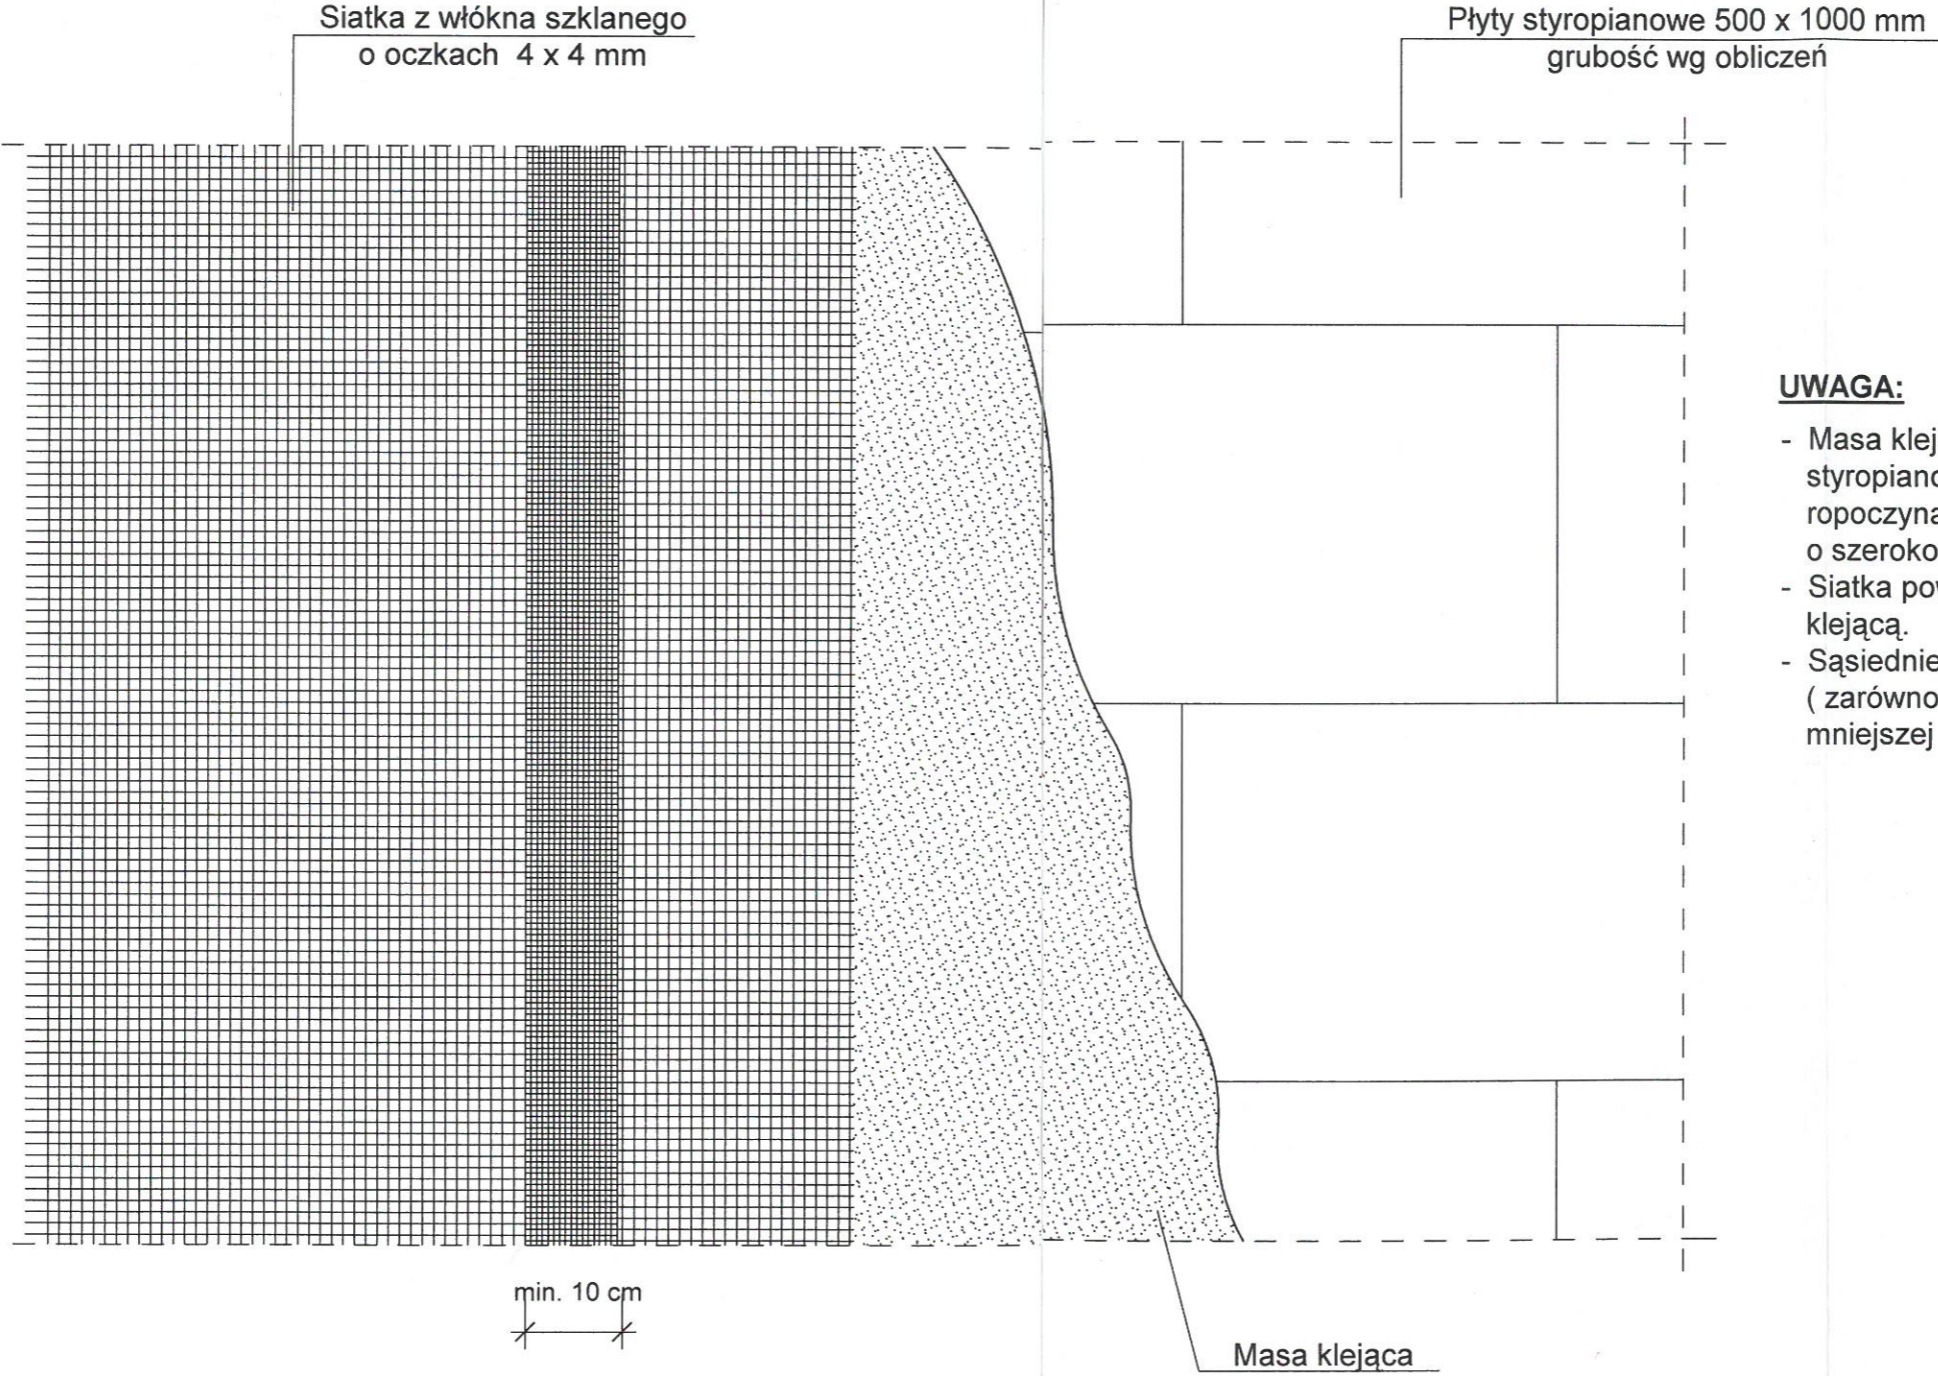 Siatka z włókna szklanego
o oczkach 4 x 4 mm
Płyty styropianowe 500 x 1000 mm
grubość wg obliczeń
UWAGA:
- Masa klej
styropiano
ropoczyna
o szeroko
- Siatka pow
klejącą.
- Sąsiednie
( zarówno
mniejszej
min. 10 cm
Masa klejąca